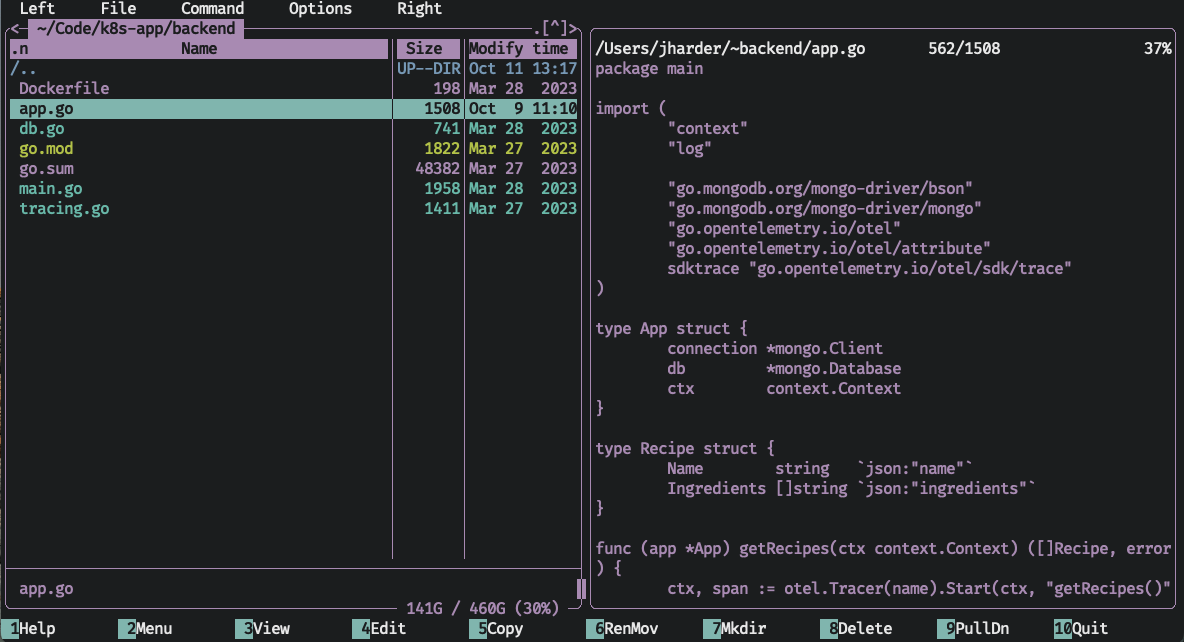 Left     File     Command     Options     Right
<─ ~/Code/k8s-app/backend ─.[^]>
.n Name Size Modify time
/.. UP--DIR Oct 11 13:17
Dockerfile 198 Mar 28 2023
app.go 1508 Oct 9 11:10
db.go 741 Mar 28 2023
go.mod 1822 Mar 27 2023
go.sum 48382 Mar 27 2023
main.go 1958 Mar 28 2023
tracing.go 1411 Mar 27 2023
app.go
141G / 460G (30%)
/Users/jharder/~backend/app.go 562/1508 37%
package main
import (
"context"
"log"
"go.mongodb.org/mongo-driver/bson"
"go.mongodb.org/mongo-driver/mongo"
"go.opentelemetry.io/otel"
"go.opentelemetry.io/otel/attribute"
sdktrace "go.opentelemetry.io/otel/sdk/trace"
)
type App struct {
connection *mongo.Client
db *mongo.Database
ctx context.Context
}
type Recipe struct {
Name string `json:"name"`
Ingredients []string `json:"ingredients"`
}
func (app *App) getRecipes(ctx context.Context) ([]Recipe, error
) {
ctx, span := otel.Tracer(name).Start(ctx, "getRecipes()"
1Help 2Menu 3View 4Edit 5Copy 6RenMov 7Mkdir 8Delete 9PullDn 10Quit